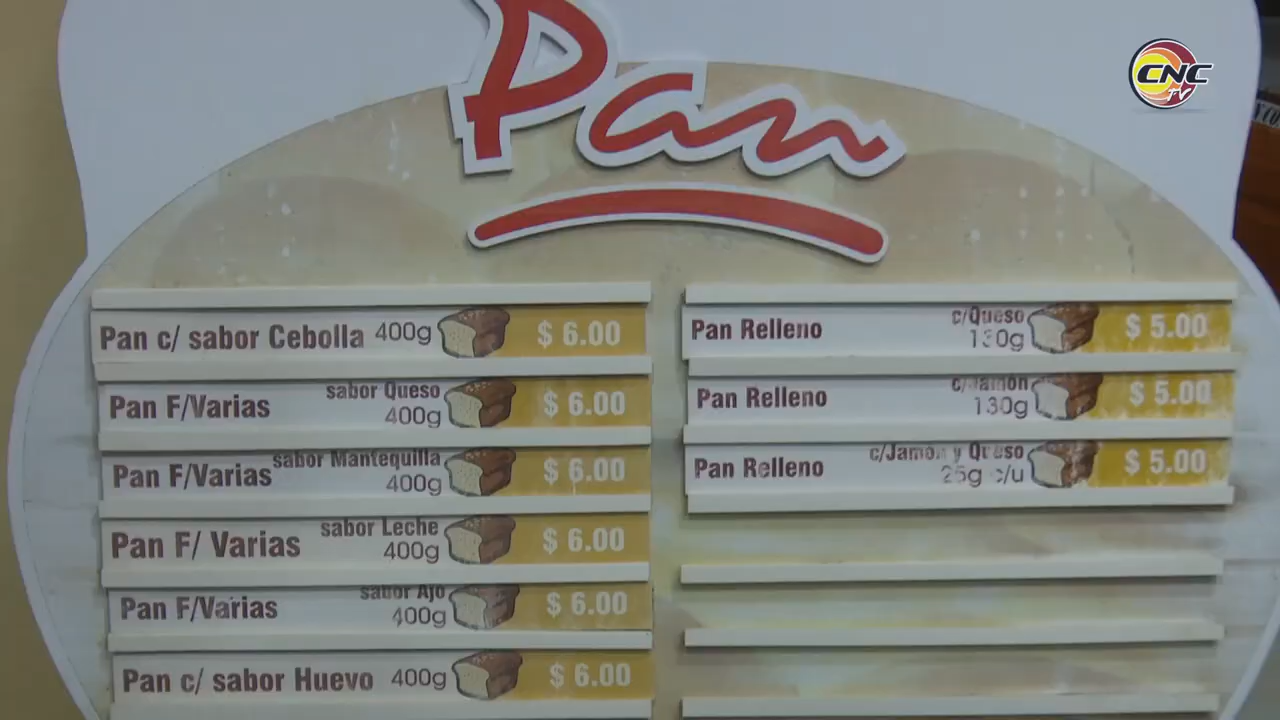 Pan
CNC
TV
Pan c/ sabor Cebolla 400g $ 6.00
Pan F/Varias sabor Queso 400g $ 6.00
Pan F/Varias sabor Mantequilla 400g $ 6.00
Pan F/ Varias sabor Leche 400g $ 6.00
Pan F/Varias sabor Ajo 400g $ 6.00
Pan c/ sabor Huevo 400g $ 6.00
Pan Relleno c/Queso 130g $ 5.00
Pan Relleno c/Jamón 130g $ 5.00
Pan Relleno c/Jamón y Queso 25g c/u $ 5.00